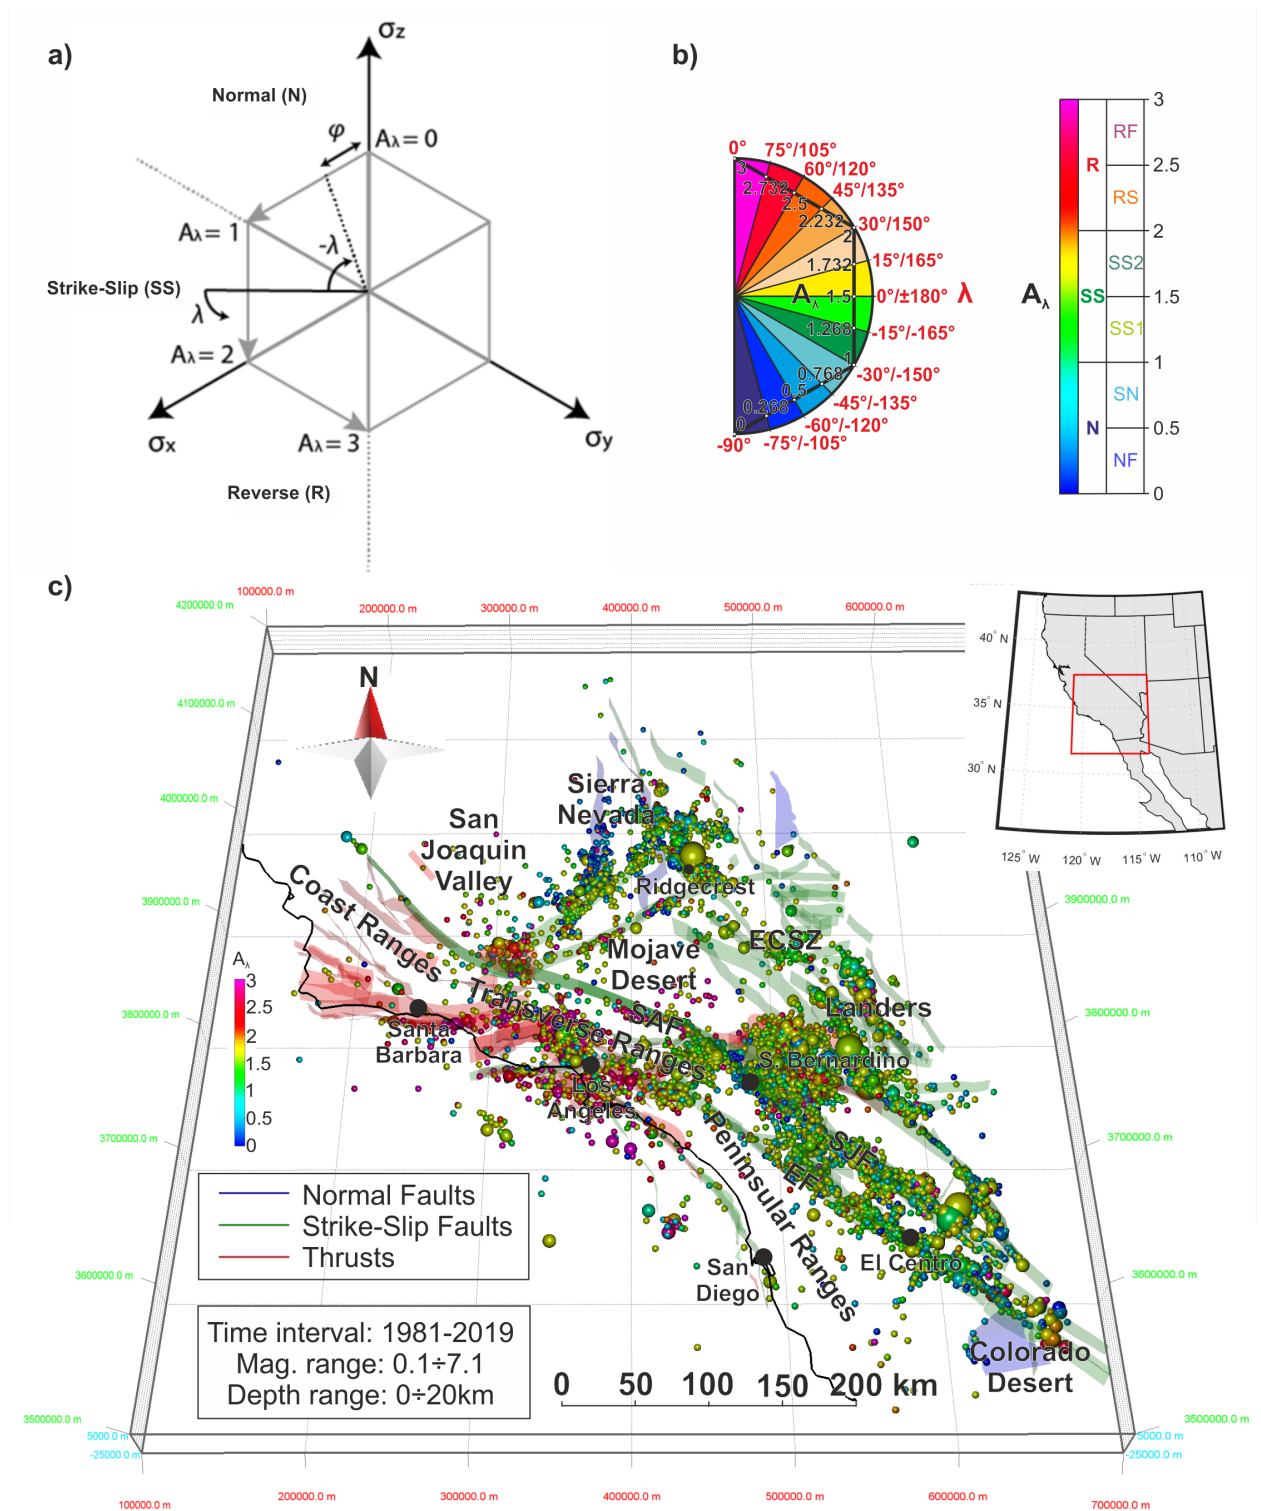 a)
σz
Normal (N)
φ
Aλ = 0
Aλ = 1
-λ
Strike-Slip (SS)
λ
Aλ = 2
σx
Aλ = 3
σy
Reverse (R)
b)
0°
75°/105°
60°/120°
45°/135°
30°/150°
15°/165°
0°/±180°
λ
-15°/-165°
-30°/-150°
-45°/-135°
-60°/-120°
-75°/-105°
-90°
3
2.732
2.5
2.232
2
1.732
Aλ 1.5
1.268
1
0.768
0.5
0.268
0
Aλ
R
SS
N
RF
RS
SS2
SS1
SN
NF
3
2.5
2
1.5
1
0.5
0
c)
100000.0 m
200000.0 m
300000.0 m
400000.0 m
500000.0 m
600000.0 m
4200000.0 m
4100000.0 m
4000000.0 m
3900000.0 m
3800000.0 m
3700000.0 m
3600000.0 m
3500000.0 m
5000.0 m
-25000.0 m
N
40° N
35° N
30° N
125° W
120° W
115° W
110° W
Sierra
Nevada
San
Joaquin
Valley
Ridgecrest
Coast Ranges
Mojave
Desert
ECSZ
Landers
Transverse Ranges
SAF
S. Bernardino
Santa
Barbara
Los
Angeles
Peninsular Ranges
SJF
EF
El Centro
San
Diego
Colorado
Desert
Aλ
3
2.5
2
1.5
1
0.5
0
Normal Faults
Strike-Slip Faults
Thrusts
Time interval: 1981-2019
Mag. range: 0.1÷7.1
Depth range: 0÷20km
0 50 100 150 200 km
3900000.0 m
3800000.0 m
3700000.0 m
3600000.0 m
3500000.0 m
5000.0 m
-25000.0 m
100000.0 m
200000.0 m
300000.0 m
400000.0 m
500000.0 m
600000.0 m
700000.0 m